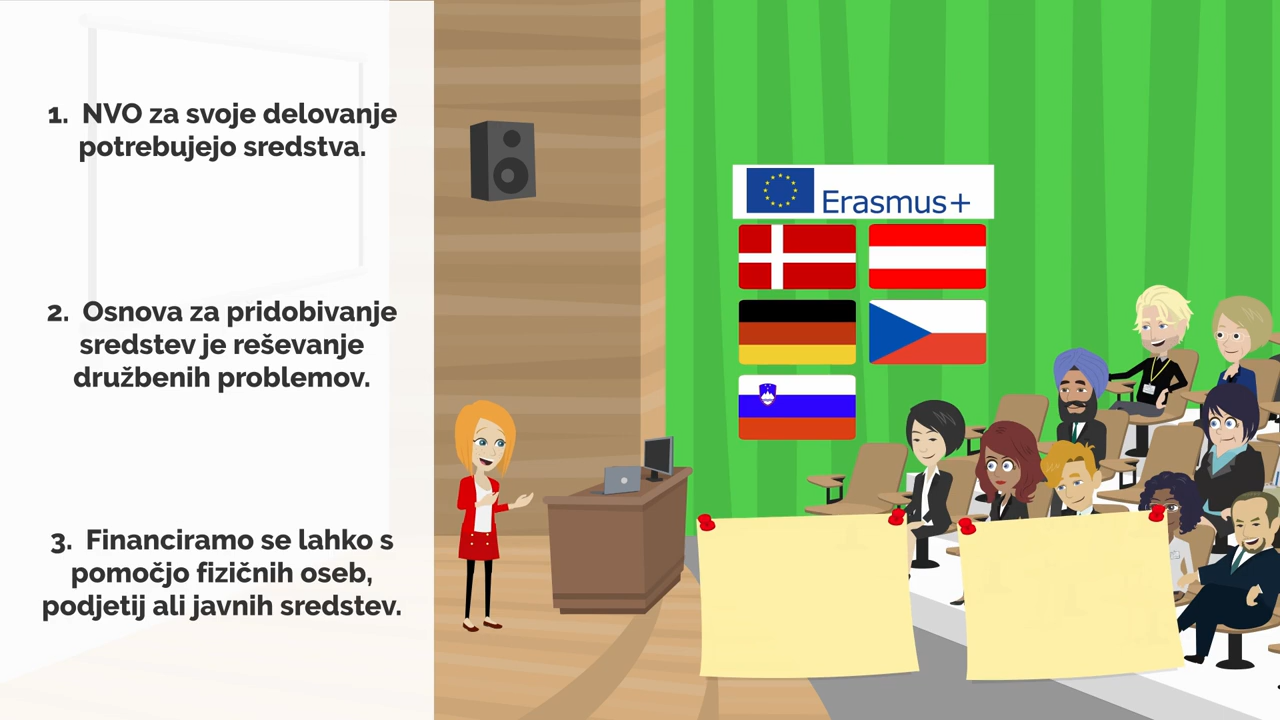 1. NVO za svoje delovanje
potrebujejo sredstva.
2. Osnova za pridobivanje
sredstev je reševanje
družbenih problemov.
3. Financiramo se lahko s
pomočjo fizičnih oseb,
podjetij ali javnih sredstev.
Erasmus+